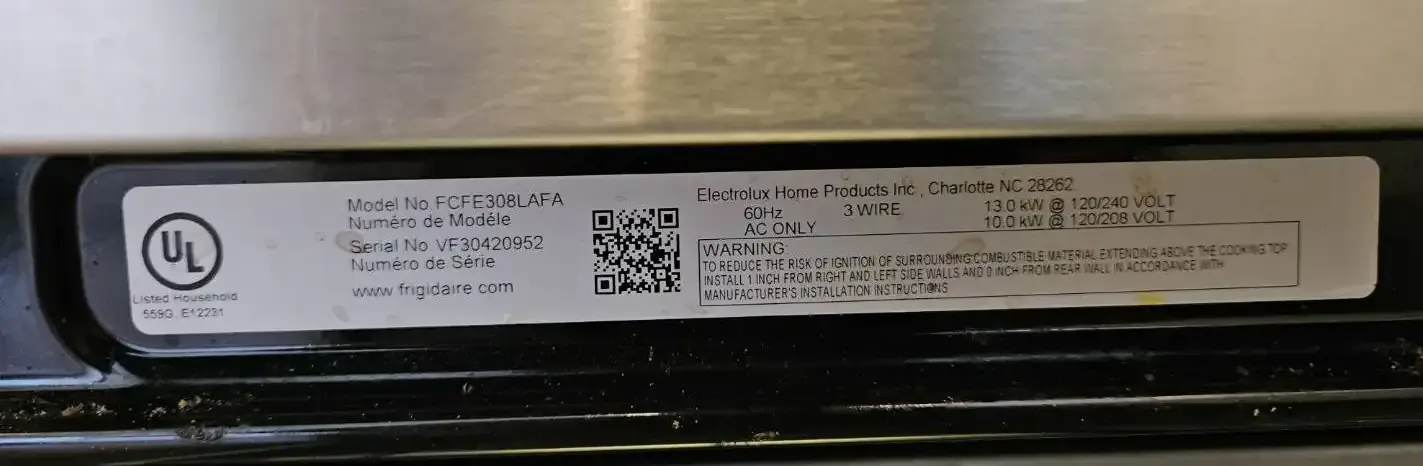 UL
Listed Household
559G E12231
Model No FCFE308LAFA
Numéro de Modéle
Serial No VF30420952
Numéro de Série
www frigidaire com
Electrolux Home Products Inc , Charlotte NC 28262
60Hz 3 WIRE 13.0 kW @ 120/240 VOLT
AC ONLY 10.0 kW @ 120/208 VOLT
WARNING:
TO REDUCE THE RISK OF IGNITION OF SURROUNDING COMBUSTIBLE MATERIAL EXTENDING ABOVE THE COOKING TOP
INSTALL 1 INCH FROM RIGHT AND LEFT SIDE WALLS AND 0 INCH FROM REAR WALL IN ACCORDANCE WITH
MANUFACTURER'S INSTALLATION INSTRUCTIONS